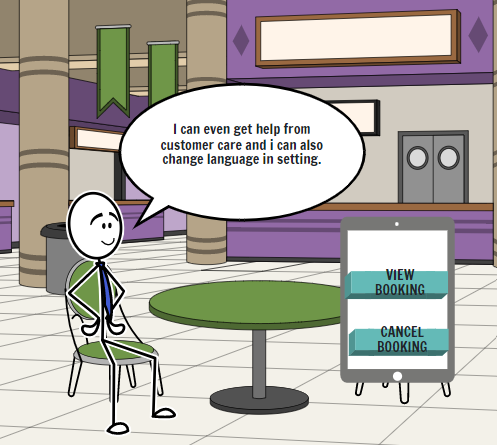 I can even get help from
customer care and i can also
change language in setting.
VIEW
BOOKING
CANCEL
BOOKING